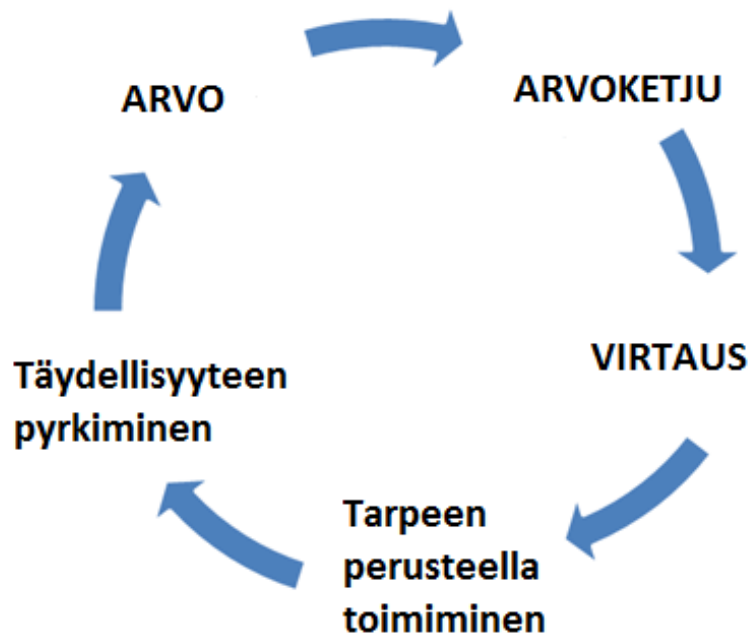 ARVO
ARVOKETJU
VIRTAUS
Tarpeen
perusteella
toimiminen
Täydellisyyteen
pyrkiminen